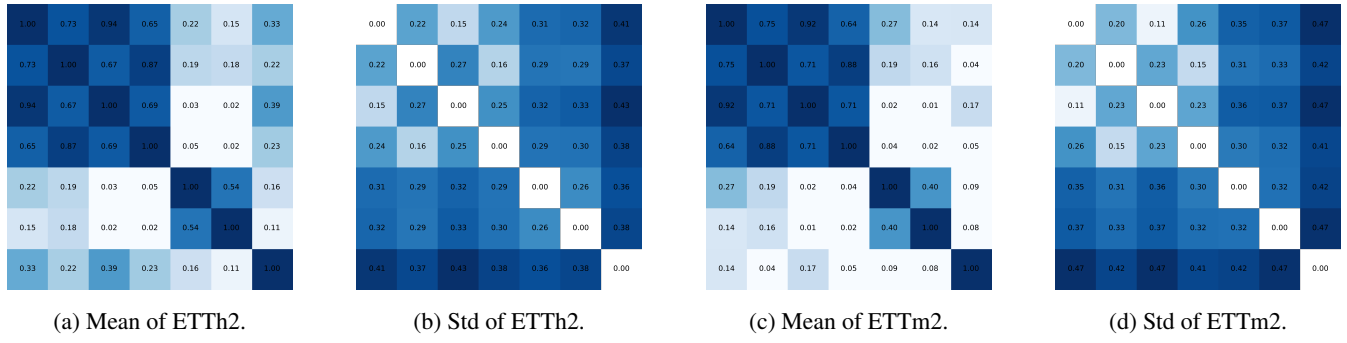 1.00 0.73 0.94 0.65 0.22 0.15 0.33
0.73 1.00 0.67 0.87 0.19 0.18 0.22
0.94 0.67 1.00 0.69 0.03 0.02 0.39
0.65 0.87 0.69 1.00 0.05 0.02 0.23
0.22 0.19 0.03 0.05 1.00 0.54 0.16
0.15 0.18 0.02 0.02 0.54 1.00 0.11
0.33 0.22 0.39 0.23 0.16 0.11 1.00
(a) Mean of ETTh2.
0.00 0.22 0.15 0.24 0.31 0.32 0.41
0.22 0.00 0.27 0.16 0.29 0.29 0.37
0.15 0.27 0.00 0.25 0.32 0.33 0.43
0.24 0.16 0.25 0.00 0.29 0.30 0.38
0.31 0.29 0.32 0.29 0.00 0.26 0.36
0.32 0.29 0.33 0.30 0.26 0.00 0.38
0.41 0.37 0.43 0.38 0.36 0.38 0.00
(b) Std of ETTh2.
1.00 0.75 0.92 0.64 0.27 0.14 0.14
0.75 1.00 0.71 0.88 0.19 0.16 0.04
0.92 0.71 1.00 0.71 0.02 0.01 0.17
0.64 0.88 0.71 1.00 0.04 0.02 0.05
0.27 0.19 0.02 0.04 1.00 0.40 0.09
0.14 0.16 0.01 0.02 0.40 1.00 0.08
0.14 0.04 0.17 0.05 0.09 0.08 1.00
(c) Mean of ETTm2.
0.00 0.20 0.11 0.26 0.35 0.37 0.47
0.20 0.00 0.23 0.15 0.31 0.33 0.42
0.11 0.23 0.00 0.23 0.36 0.37 0.47
0.26 0.15 0.23 0.00 0.30 0.32 0.41
0.35 0.31 0.36 0.30 0.00 0.32 0.42
0.37 0.33 0.37 0.32 0.32 0.00 0.47
0.47 0.42 0.47 0.41 0.42 0.47 0.00
(d) Std of ETTm2.